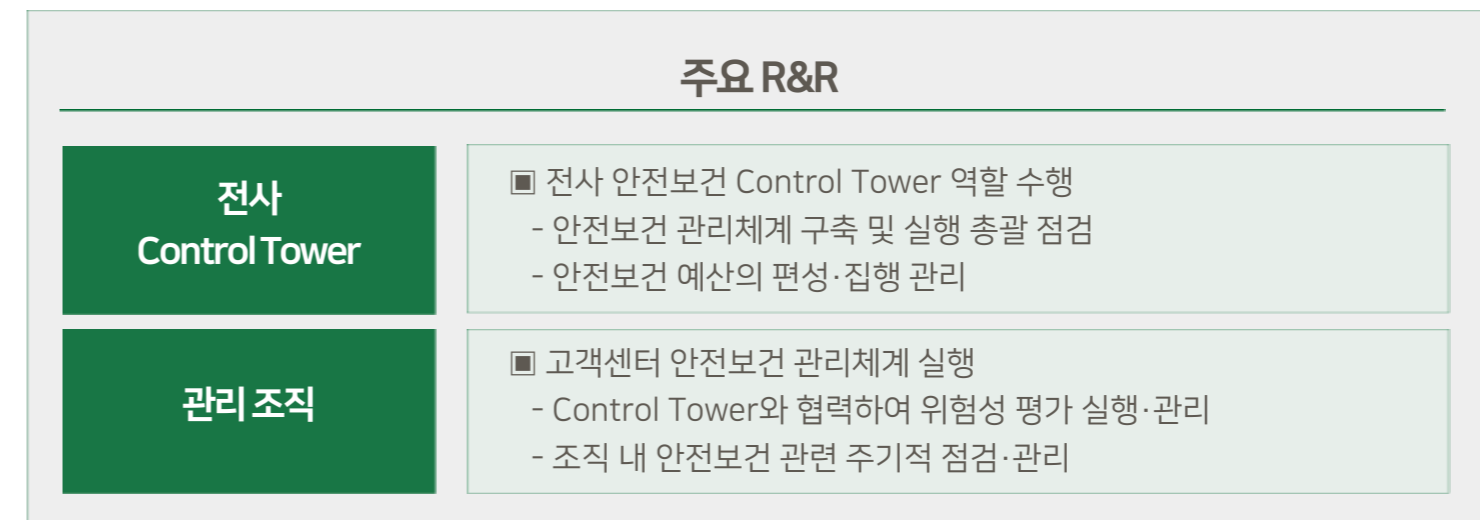 주요 R&R
전사
Control Tower
▣ 전사 안전보건 Control Tower 역할 수행
- 안전보건 관리체계 구축 및 실행 총괄 점검
- 안전보건 예산의 편성·집행 관리
관리 조직
▣ 고객센터 안전보건 관리체계 실행
- Control Tower와 협력하여 위험성 평가 실행·관리
- 조직 내 안전보건 관련 주기적 점검·관리